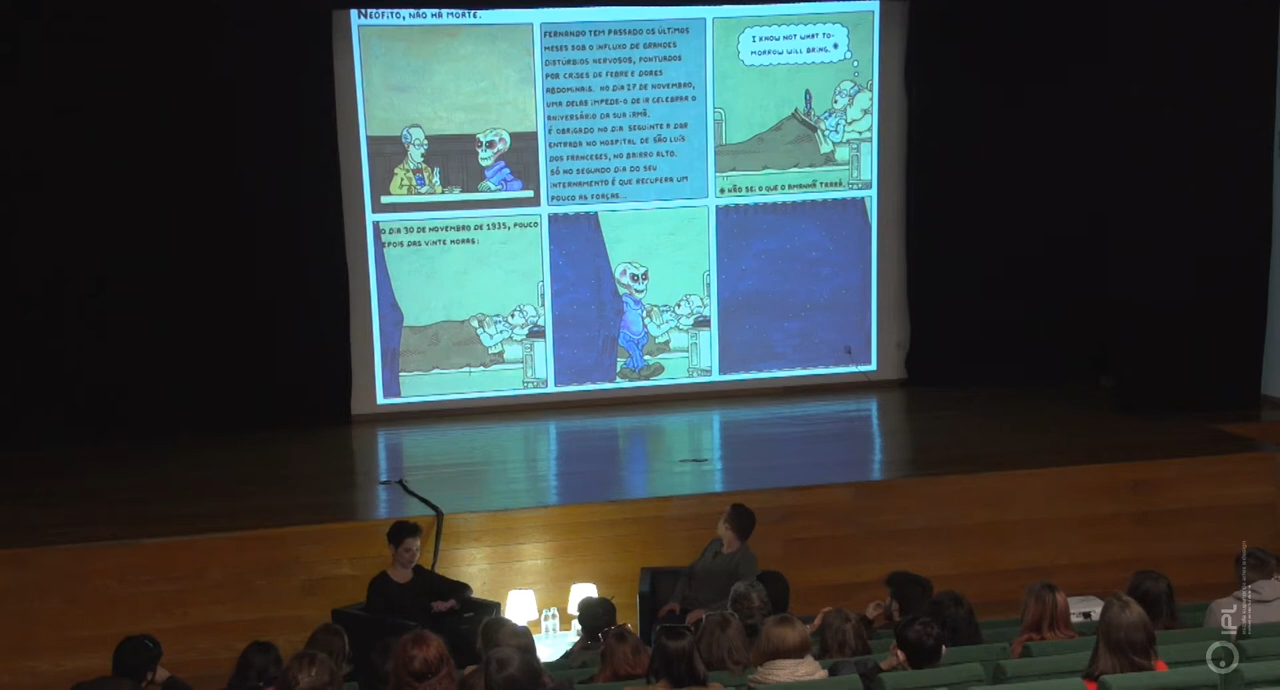 NEÓFITO, NÃO HÁ MORTE.
FERNANDO TEM PASSADO OS ÚLTIMOS
MESES SOB O INFLUXO DE GRANDES
DISTÚRBIOS NERVOSOS, PONTUADOS
POR CRISES DE FEBRE E DORES
ABDOMINAIS. NO DIA 27 DE NOVEMBRO,
UMA DELAS IMPEDE-O DE IR CELEBRAR O
ANIVERSÁRIO DA SUA IRMÃ.
É OBRIGADO NO DIA SEGUINTE A DAR
ENTRADA NO HOSPITAL DE SÃO LUÍS
DOS FRANCESES, NO BAIRRO ALTO.
SÓ NO SEGUNDO DIA DO SEU
INTERNAMENTO É QUE RECUPERA UM
POUCO AS FORÇAS...
I KNOW NOT WHAT TO-
MORROW WILL BRING.*
* NÃO SEI O QUE O AMANHÃ TRARÁ.
O DIA 30 DE NOVEMBRO DE 1935, POUCO
EPOIS DAS VINTE HORAS:
IPL